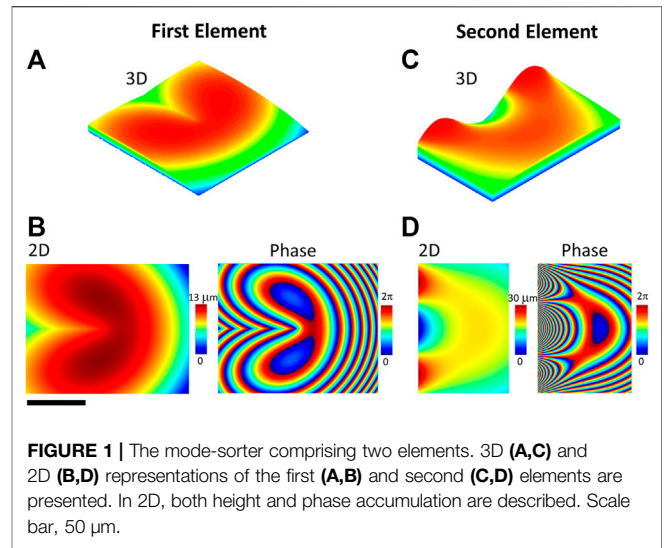 First Element
Second Element
A
3D
C
3D
B
2D
13 μm
0
Phase
2π
0
D
2D
30 μm
0
Phase
2π
0
FIGURE 1 | The mode-sorter comprising two elements. 3D (A,C) and
2D (B,D) representations of the first (A,B) and second (C,D) elements are
presented. In 2D, both height and phase accumulation are described. Scale
bar, 50 μm.